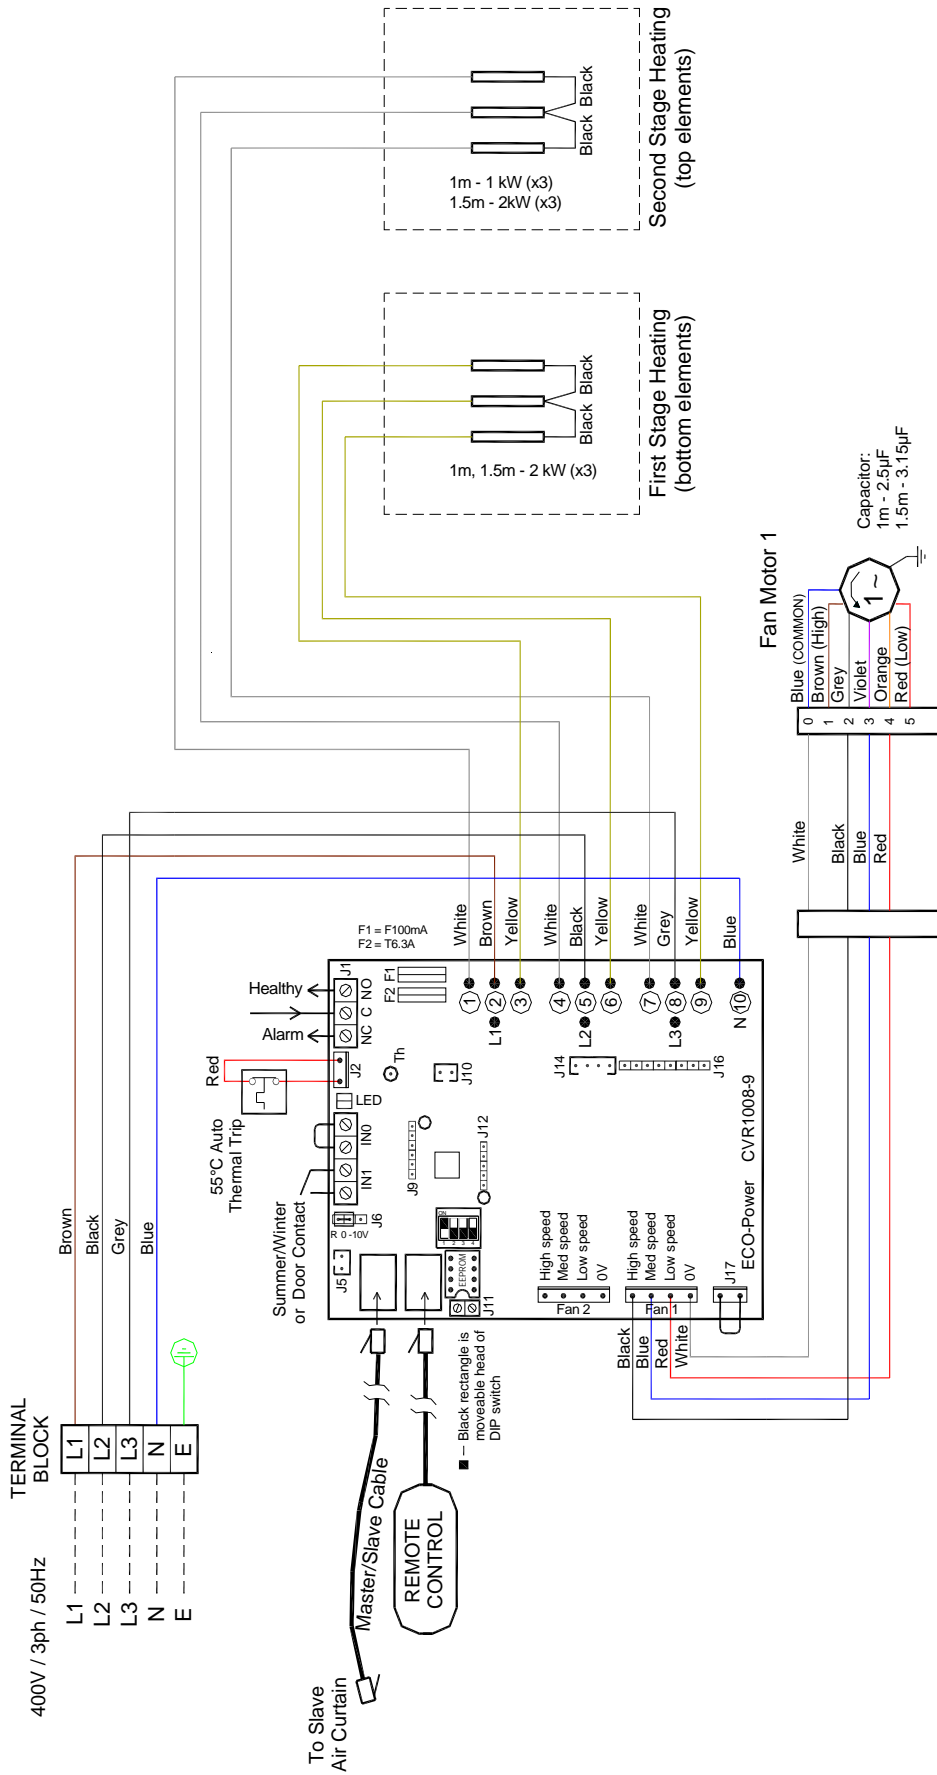 400V / 3ph / 50Hz
TERMINAL
BLOCK
L1
L2
L3
N
E
L1
L2
L3
N
E
Brown
Black
Grey
Blue
55°C Auto
Thermal Trip
Red
Summer/Winter
or Door Contact
Healthy
Alarm
F1 = F100mA
F2 = T6.3A
J1
NO
C
NC
F1
F2
J2
Th
LED
IN0
IN1
J10
J14
J16
J9
J12
J6
R 0 -10V
J5
ON
1 2 3 4
EEPROM
J11
High speed
Med speed
Low speed
0V
Fan 2
High speed
Med speed
Low speed
0V
Fan 1
J17
ECO-Power CVR1008-9
1
2
3
4
5
6
7
8
9
N 10
L1
L2
L3
White
Brown
Yellow
White
Black
Yellow
White
Grey
Yellow
Blue
Black
Blue
Red
White
To Slave
Air Curtain
Master/Slave Cable
REMOTE
CONTROL
– Black rectangle is
moveable head of
DIP switch
White
Black
Blue
Red
0
1
2
3
4
5
Blue (COMMON)
Brown (High)
Grey
Violet
Orange
Red (Low)
Fan Motor 1
1 ~
Capacitor:
1m - 2.5µF
1.5m - 3.15µF
1m, 1.5m - 2 kW (x3)
Black
Black
First Stage Heating
(bottom elements)
1m - 1 kW (x3)
1.5m - 2kW (x3)
Black
Black
Second Stage Heating
(top elements)